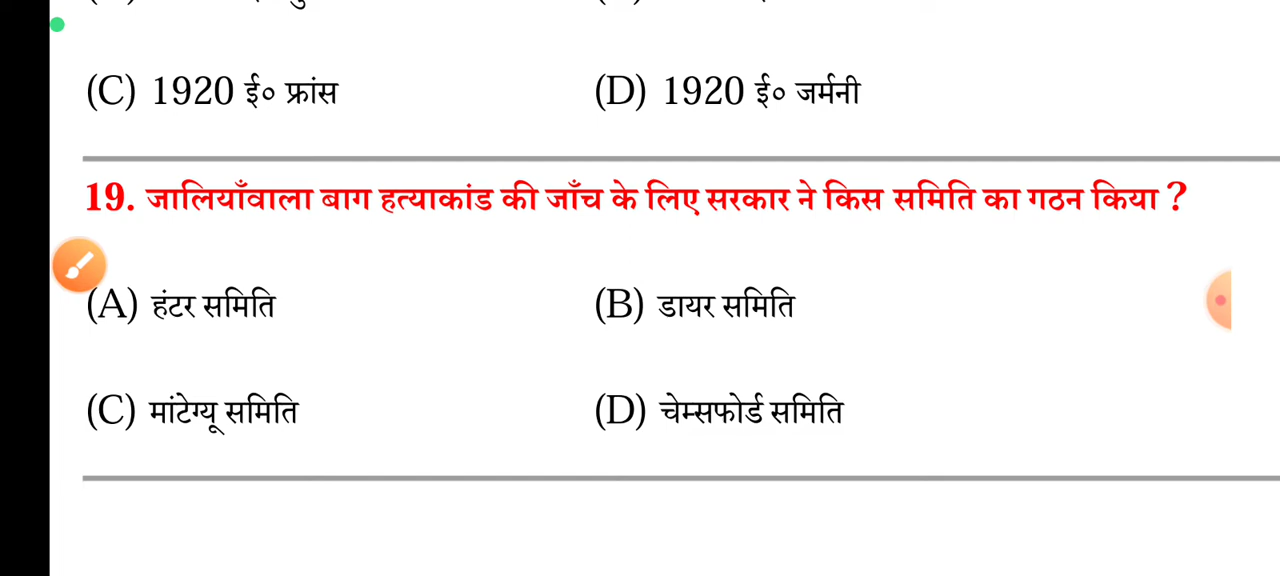 (C) 1920 ई० फ्रांस (D) 1920 ई० जर्मनी
19. जालियाँवाला बाग हत्याकांड की जाँच के लिए सरकार ने किस समिति का गठन किया ?
(A) हंटर समिति (B) डायर समिति
(C) मांटेग्यू समिति (D) चेम्सफोर्ड समिति